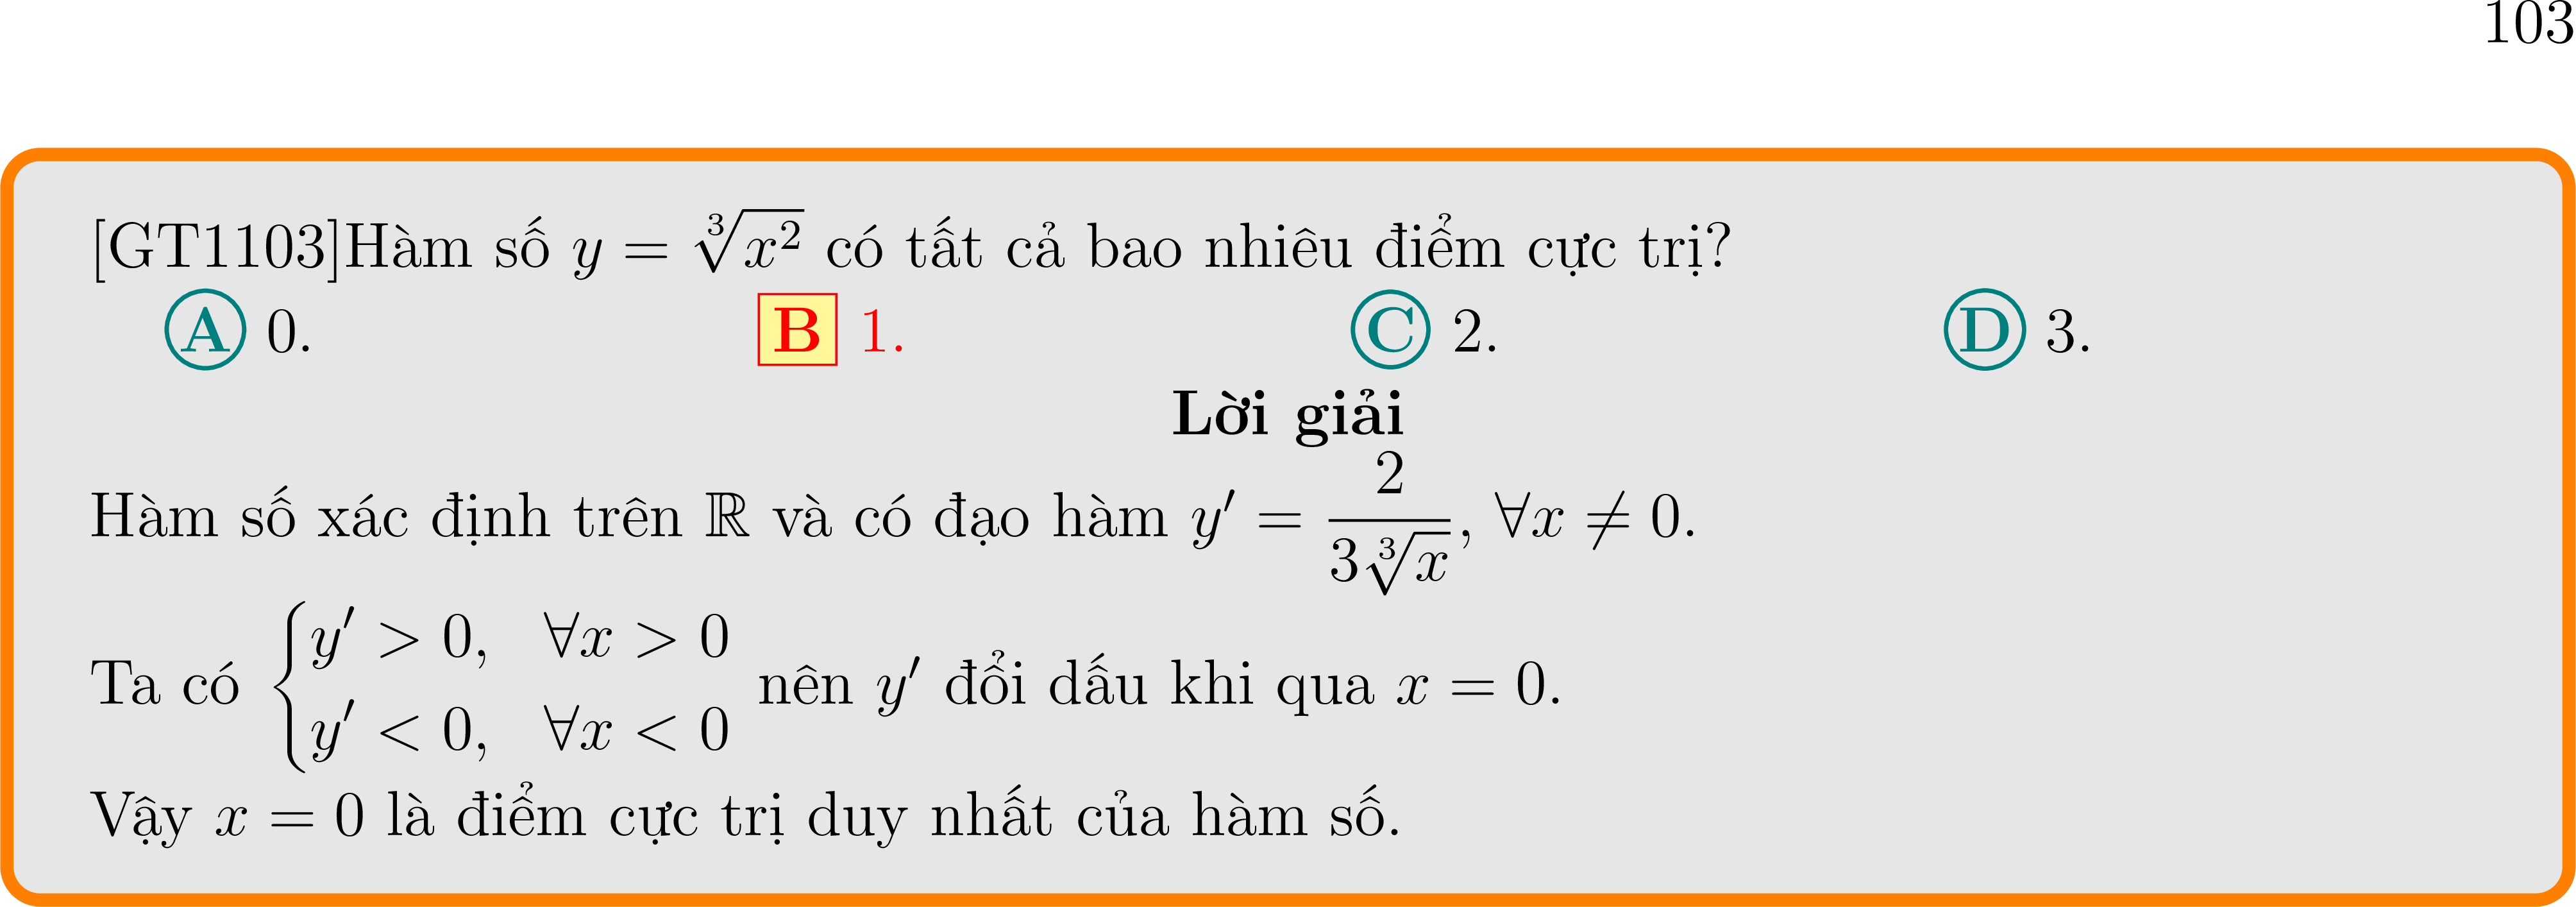 103
[GT1103]Hàm số $y = \sqrt[3]{x^2}$ có tất cả bao nhiêu điểm cực trị?
A 0. B 1. C 2. D 3.
Lời giải
Hàm số xác định trên $\mathbb{R}$ và có đạo hàm $y' = \dfrac{2}{3\sqrt[3]{x}}, \forall x \neq 0.$
Ta có $\begin{cases} y' > 0, & \forall x > 0 \\ y' < 0, & \forall x < 0 \end{cases}$ nên $y'$ đổi dấu khi qua $x = 0.$
Vậy $x = 0$ là điểm cực trị duy nhất của hàm số.